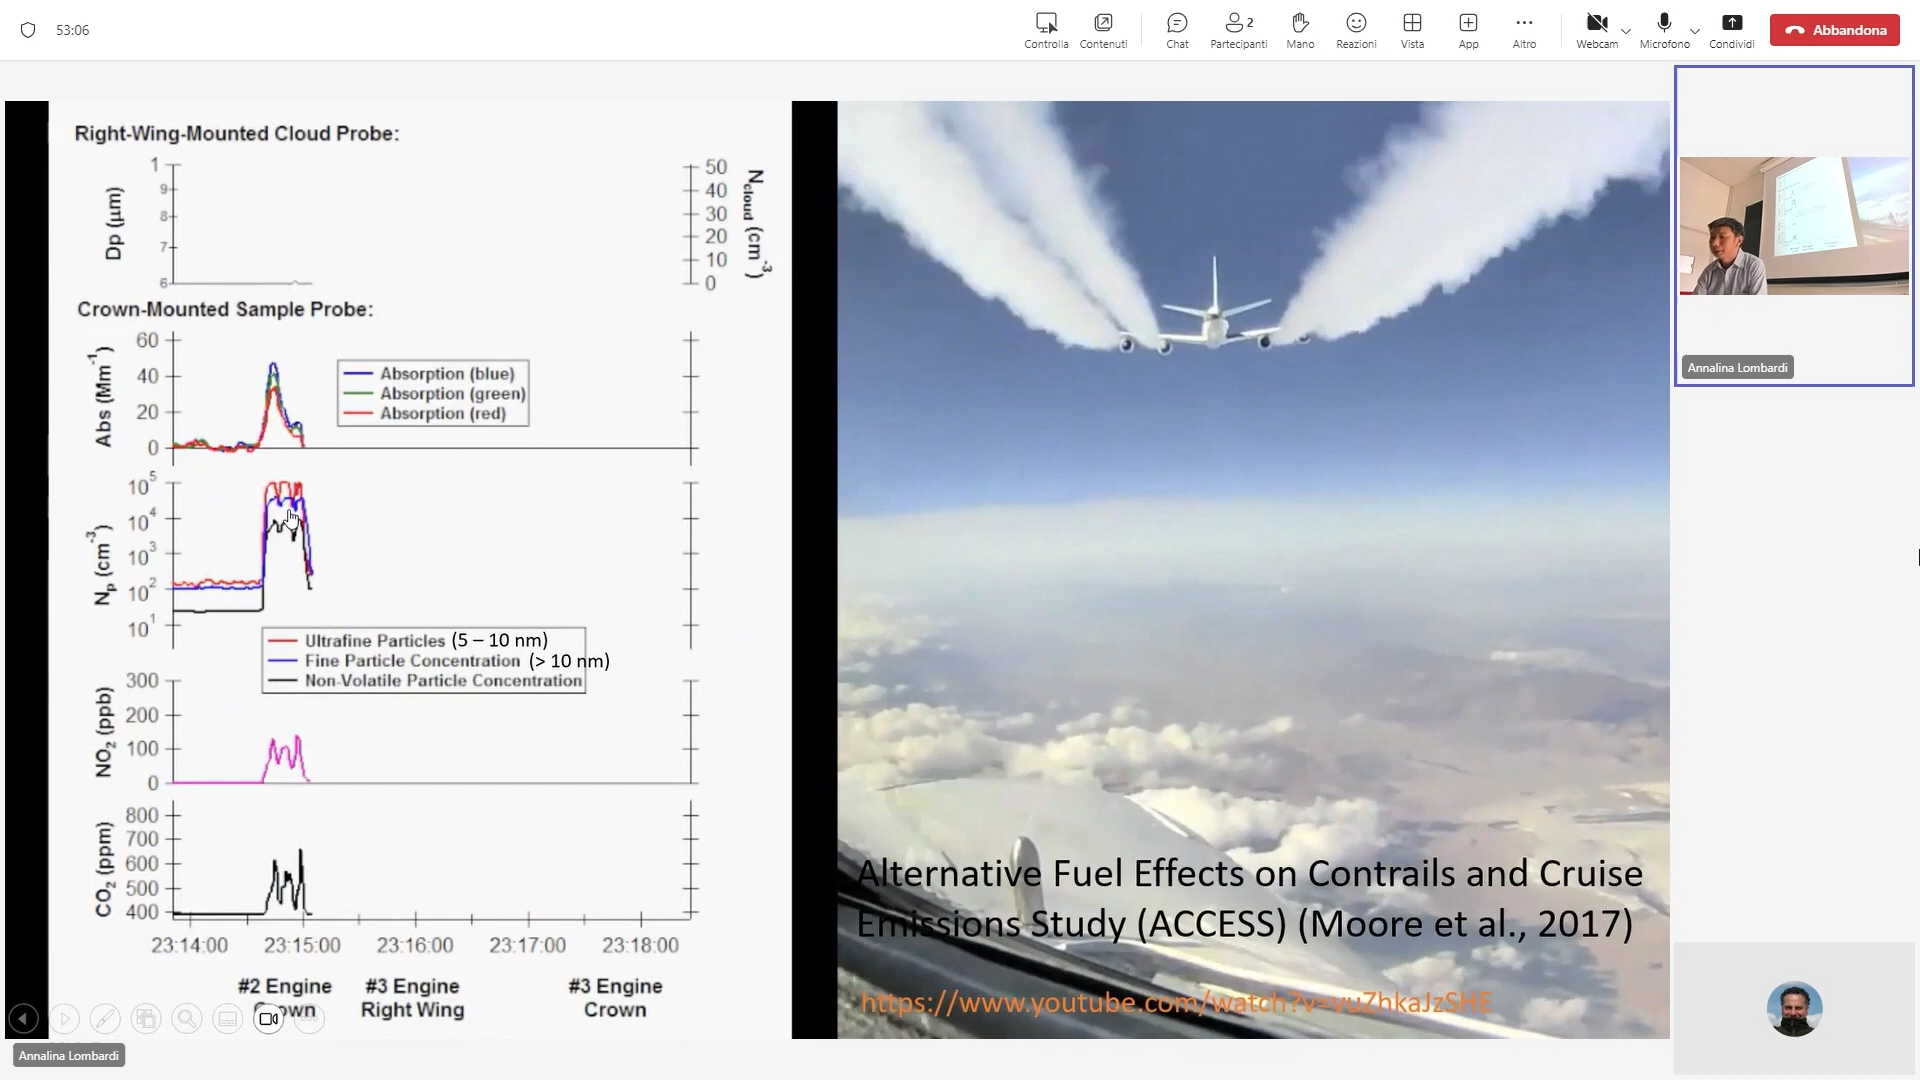 53:06
Controlla
Contenuti
Chat
2
Partecipanti
Mano
Reazioni
Vista
App
Altro
Webcam
Microfono
Condividi
Abbandona
Right-Wing-Mounted Cloud Probe:
Dp (µm)
1
9
8
7
6
50
40
30
20
10
0
Ncloud (cm-3)
Crown-Mounted Sample Probe:
Abs (Mm-1)
60
40
20
0
Absorption (blue)
Absorption (green)
Absorption (red)
Np (cm-3)
10^5
10^4
10^3
10^2
10^1
Ultrafine Particles (5 – 10 nm)
Fine Particle Concentration (> 10 nm)
Non-Volatile Particle Concentration
NO2 (ppb)
300
200
100
0
CO2 (ppm)
800
700
600
500
400
23:14:00 23:15:00 23:16:00 23:17:00 23:18:00
#2 Engine
Crown
#3 Engine
Right Wing
#3 Engine
Crown
Alternative Fuel Effects on Contrails and Cruise
Emissions Study (ACCESS) (Moore et al., 2017)
https://www.youtube.com/watch?v=vuZhkaJzSHE
Annalina Lombardi
Annalina Lombardi